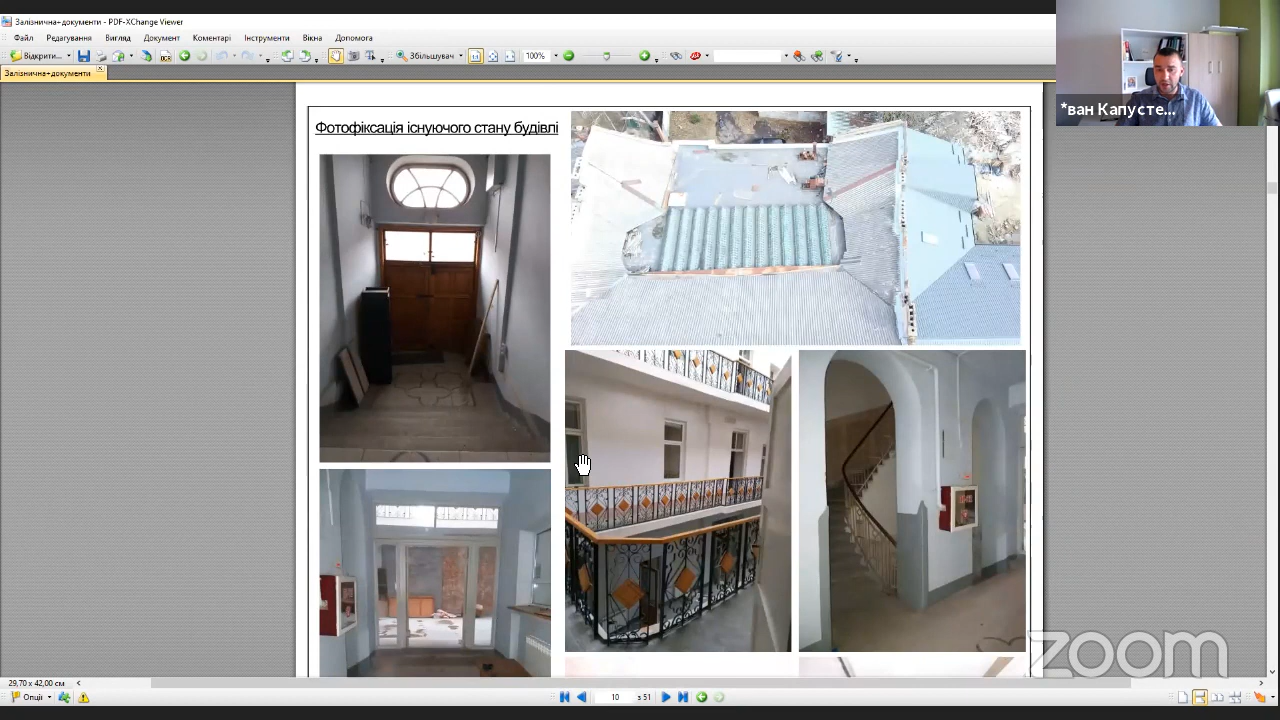 Залізнична+документи - PDF-XChange Viewer
Файл Редагування Вигляд Документ Коментарі Інструменти Вікна Допомога
Відкрити... OCR Збільшувач 100%
Залізнична+документи
*ван Капусте...
Фотофіксація існуючого стану будівлі
zoom
29,70 x 42,00 см
Опції 10 з 51